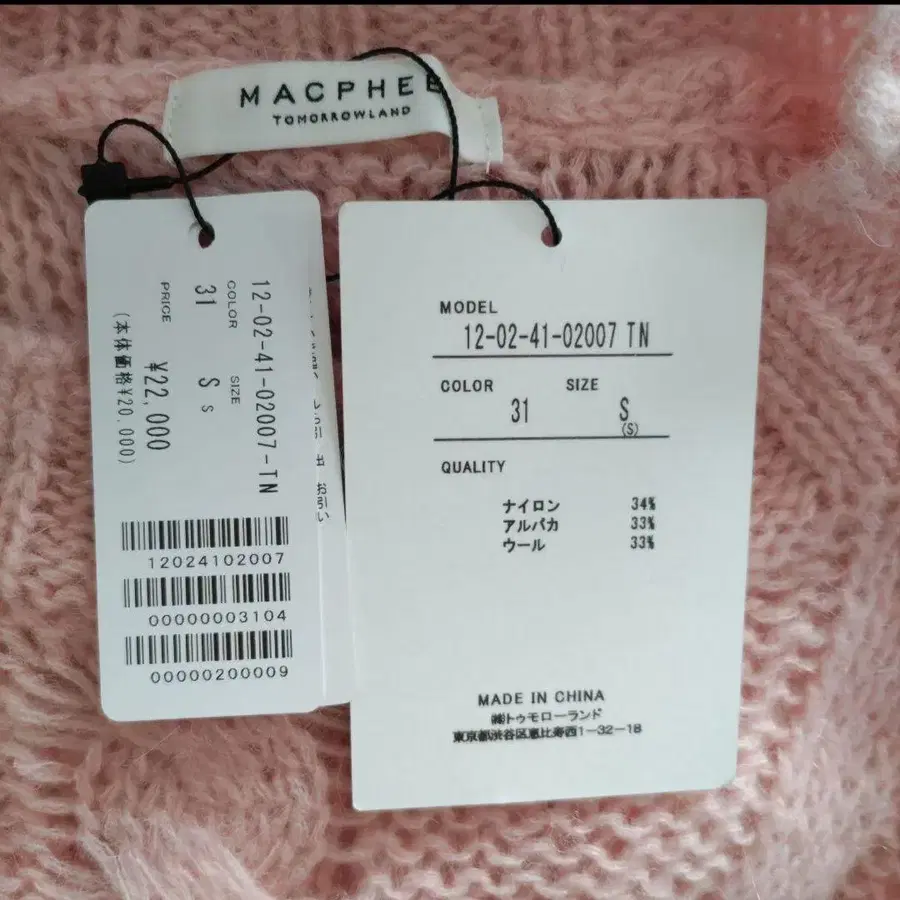 MACPHEE
TOMORROWLAND
12-02-41-02007-TN
COLOR SIZE
31 S S
PRICE ¥22,000
(本体価格¥20,000)
12024102007
00000003104
00000200009
MODEL
12-02-41-02007 TN
COLOR SIZE
31 S
(S)
QUALITY
ナイロン 34%
アルパカ 33%
ウール 33%
MADE IN CHINA
㈱トゥモローランド
東京都渋谷区恵比寿西1-32-18